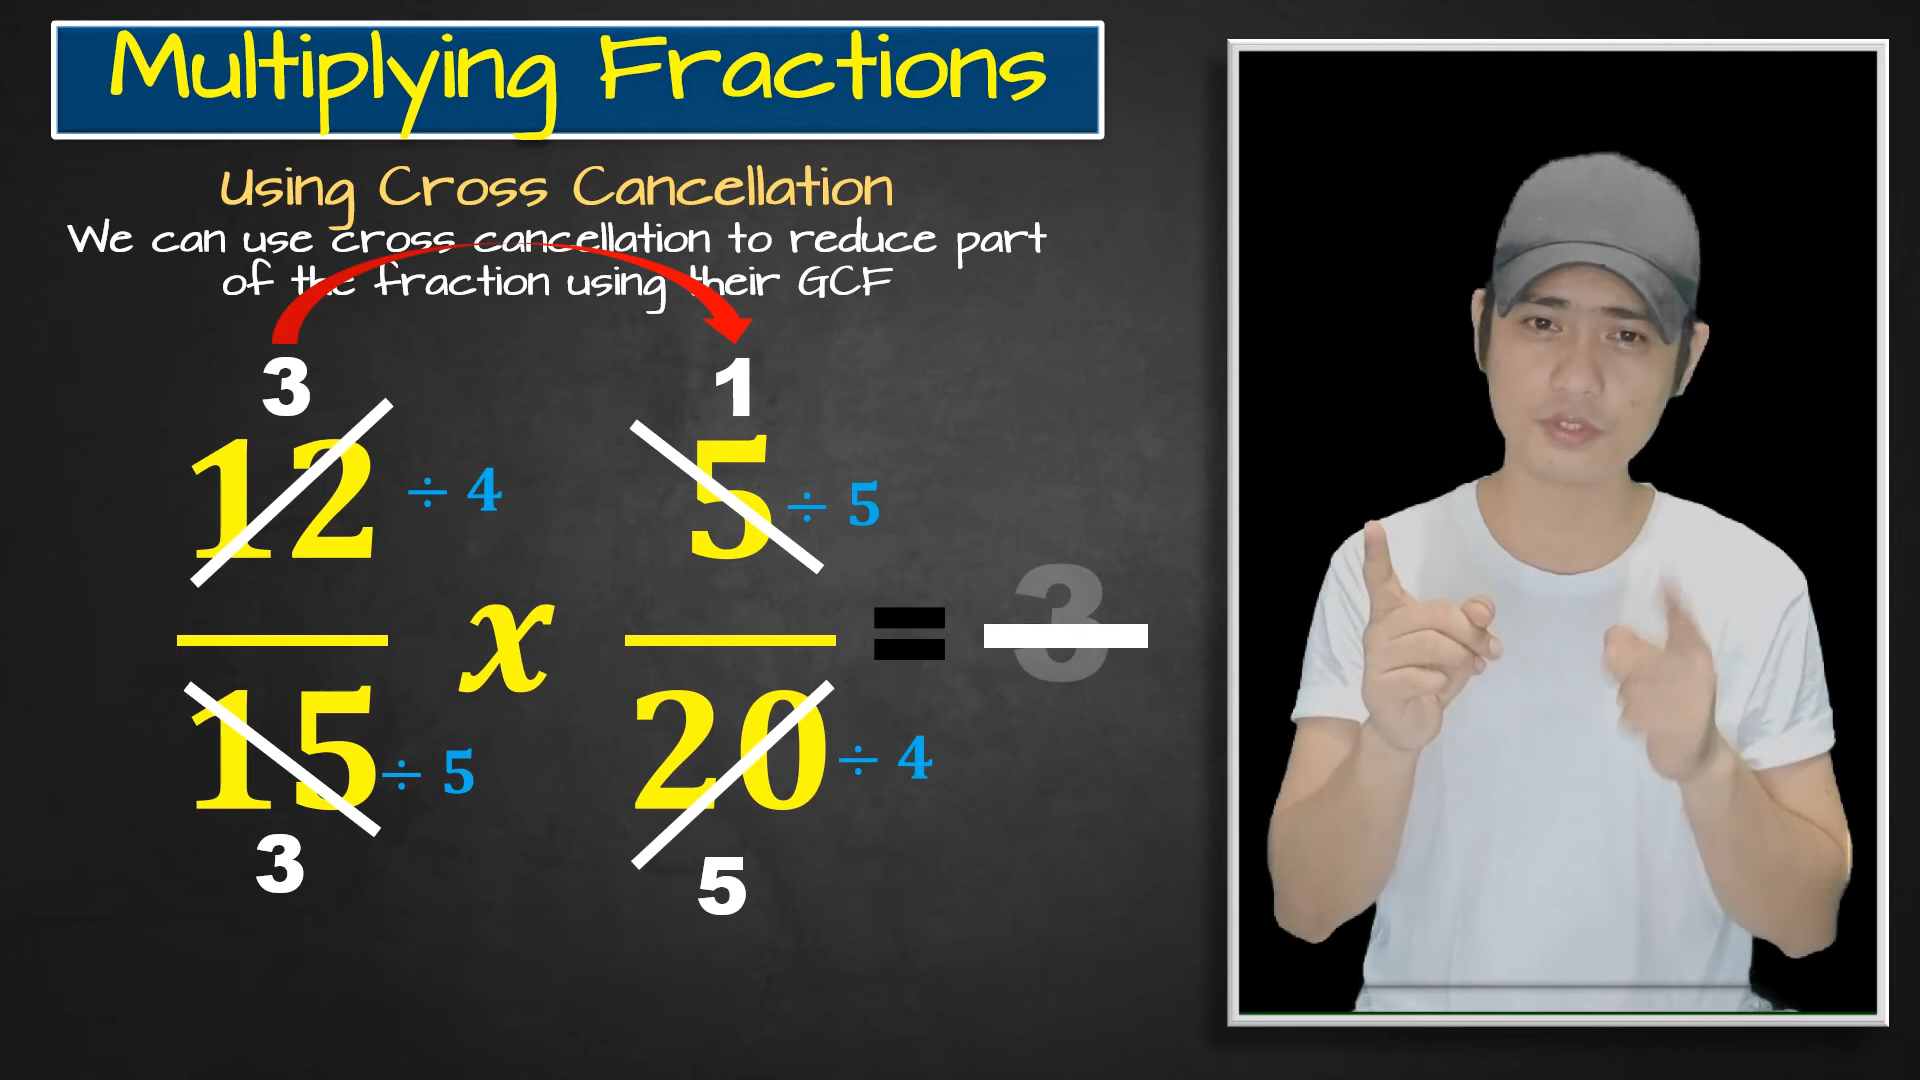 Multiplying Fractions
Using Cross Cancellation
We can use cross cancellation to reduce part
of the fraction using their GCF
3 1
12 ÷ 4 5 ÷ 5
x = 3
15 ÷ 5 20 ÷ 4
3 5